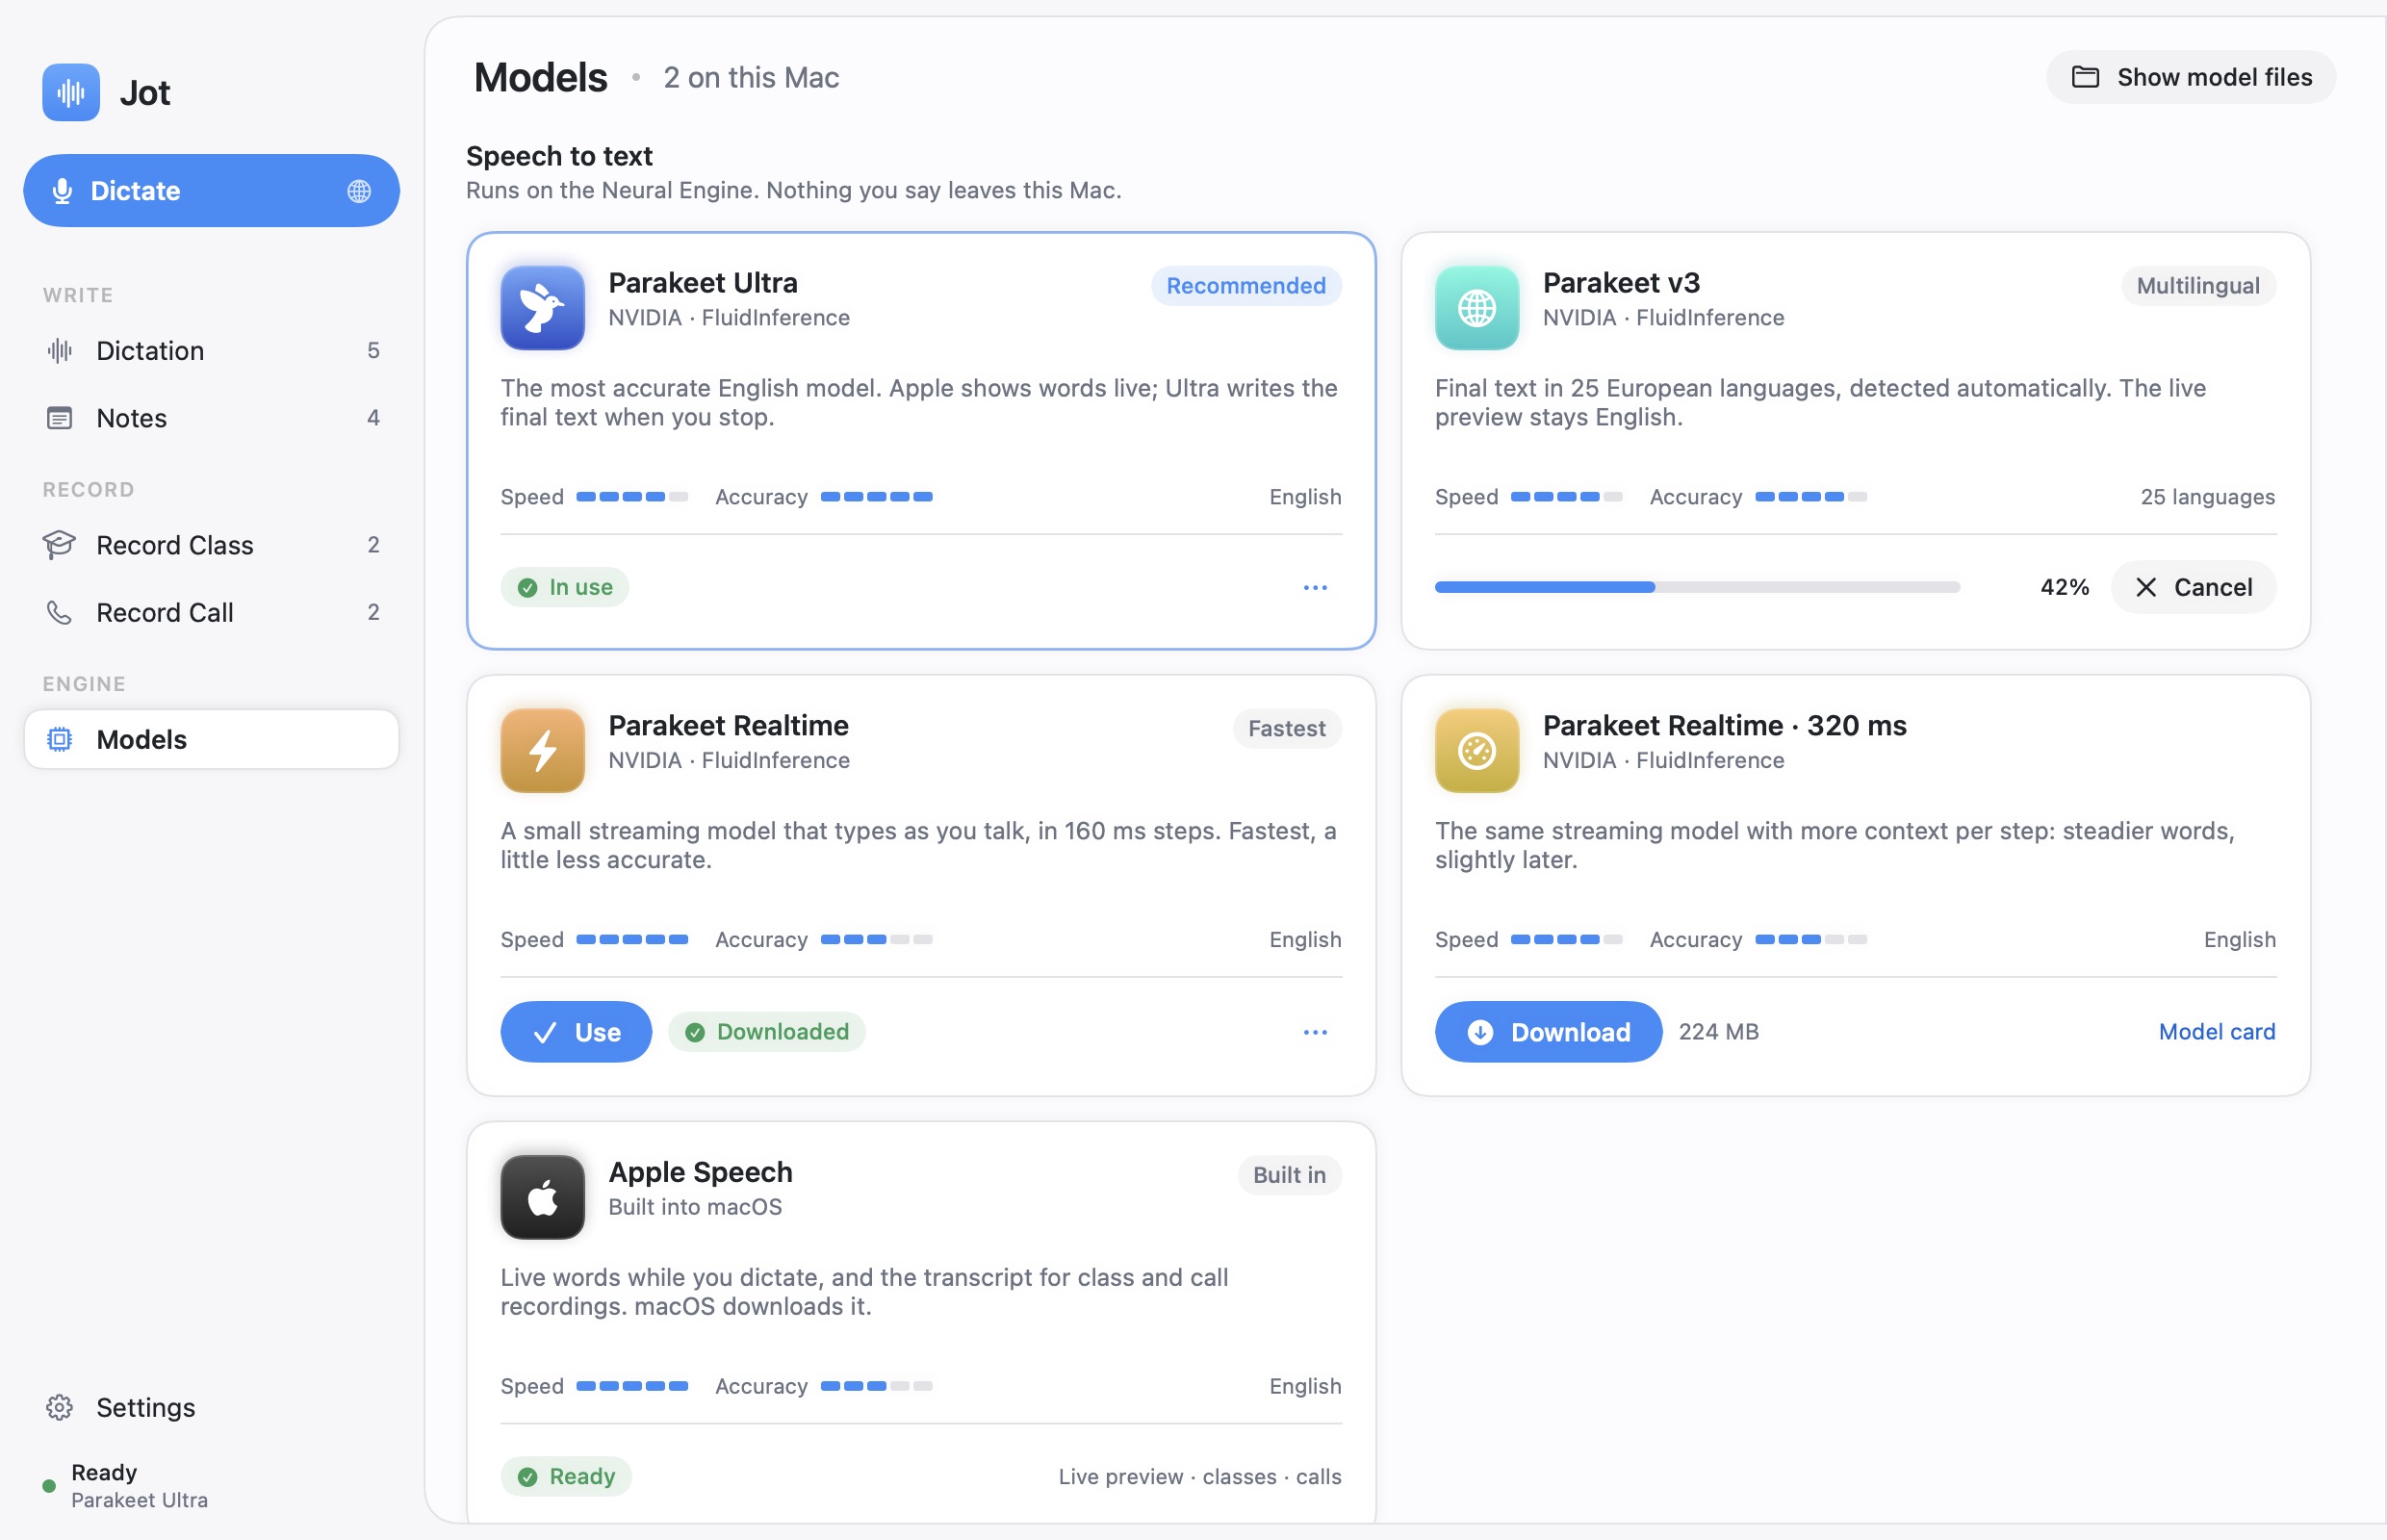 Jot
Dictate
WRITE
Dictation 5
Notes 4
RECORD
Record Class 2
Record Call 2
ENGINE
Models
Settings
Ready
Parakeet Ultra
Models • 2 on this Mac
Show model files
Speech to text
Runs on the Neural Engine. Nothing you say leaves this Mac.
Parakeet Ultra
NVIDIA · FluidInference
Recommended
The most accurate English model. Apple shows words live; Ultra writes the
final text when you stop.
Speed Accuracy English
In use
Parakeet v3
NVIDIA · FluidInference
Multilingual
Final text in 25 European languages, detected automatically. The live
preview stays English.
Speed Accuracy 25 languages
42% Cancel
Parakeet Realtime
NVIDIA · FluidInference
Fastest
A small streaming model that types as you talk, in 160 ms steps. Fastest, a
little less accurate.
Speed Accuracy English
Use Downloaded
Parakeet Realtime · 320 ms
NVIDIA · FluidInference
The same streaming model with more context per step: steadier words,
slightly later.
Speed Accuracy English
Download 224 MB Model card
Apple Speech
Built into macOS
Built in
Live words while you dictate, and the transcript for class and call
recordings. macOS downloads it.
Speed Accuracy English
Ready Live preview · classes · calls